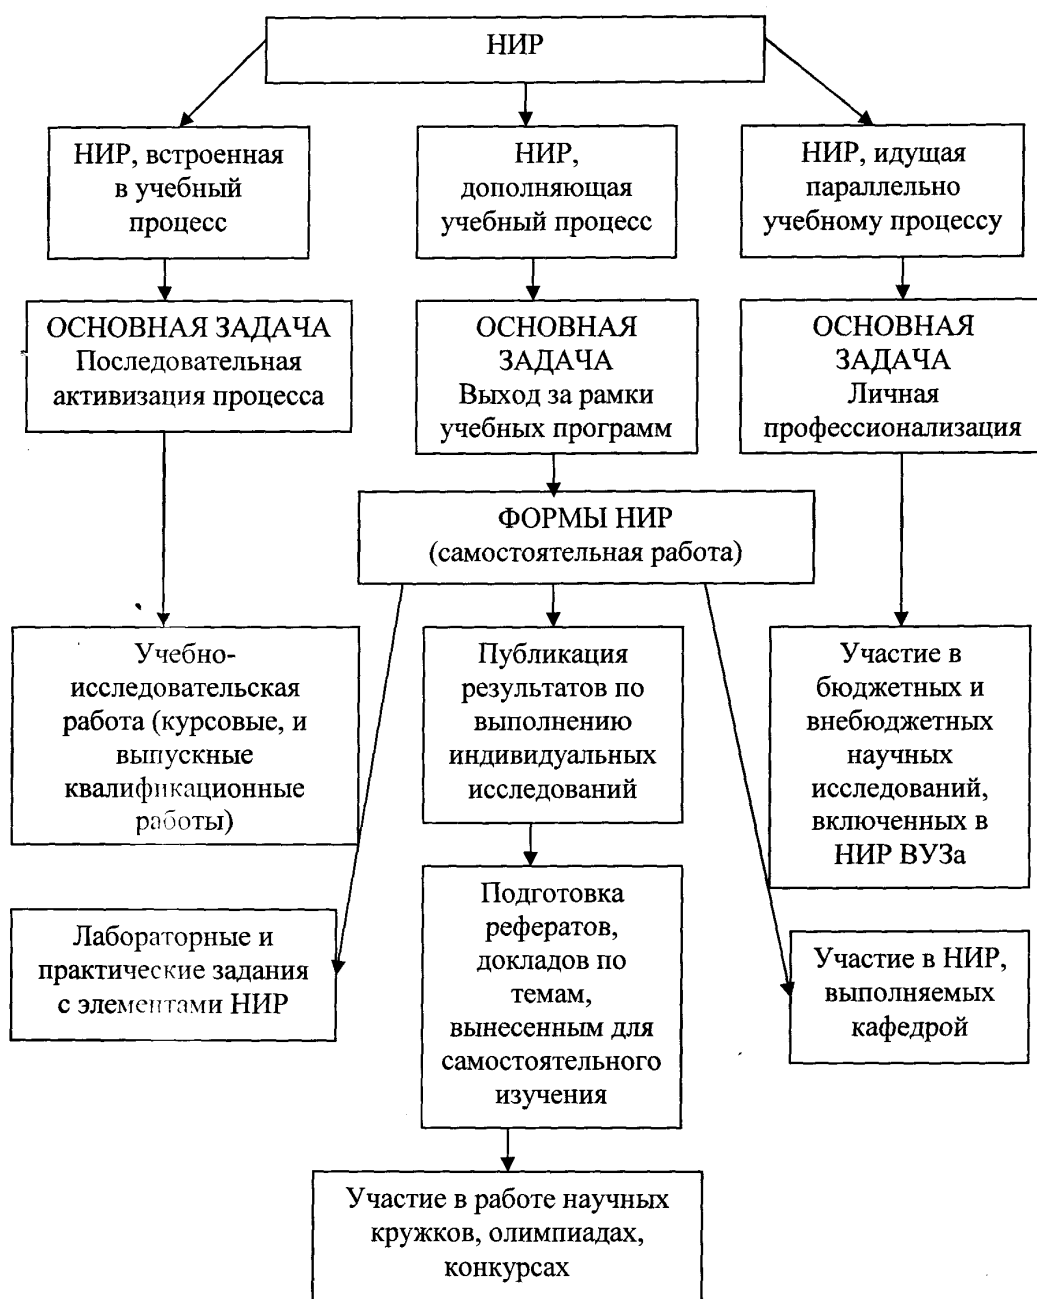 НИР
НИР, встроенная
в учебный
процесс
НИР,
дополняющая
учебный процесс
НИР, идущая
параллельно
учебному процессу
ОСНОВНАЯ ЗАДАЧА
Последовательная
активизация процесса
ОСНОВНАЯ
ЗАДАЧА
Выход за рамки
учебных программ
ОСНОВНАЯ
ЗАДАЧА
Личная
профессионализация
ФОРМЫ НИР
(самостоятельная работа)
Учебно-
исследовательская
работа (курсовые, и
выпускные
квалификационные
работы)
Публикация
результатов по
выполнению
индивидуальных
исследований
Участие в
бюджетных и
внебюджетных
научных
исследований,
включенных в
НИР ВУЗа
Лабораторные и
практические задания
с элементами НИР
Подготовка
рефератов,
докладов по
темам,
вынесенным для
самостоятельного
изучения
Участие в НИР,
выполняемых
кафедрой
Участие в работе научных
кружков, олимпиадах,
конкурсах